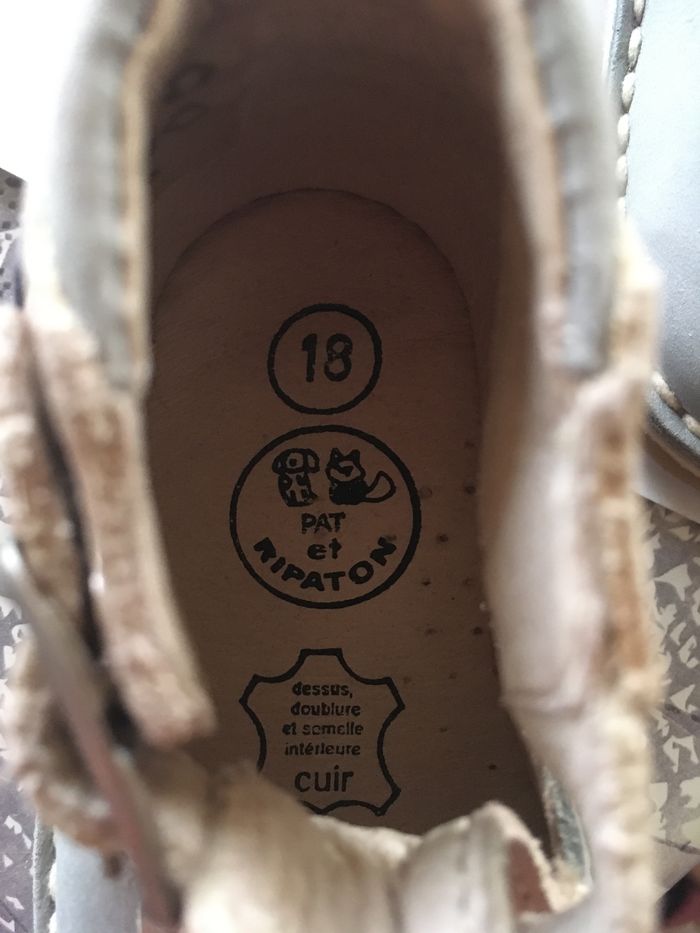 18
PAT
et
RIPATON
dessus,
doublure
et semelle
intérieure
cuir